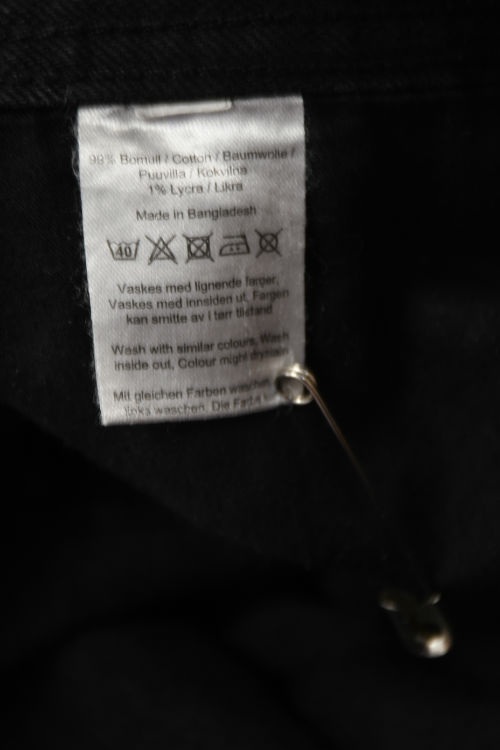 99% Bomull / Cotton / Baumwolle /
Puuvilla / Kokvilna
1% Lycra / Likra
Made in Bangladesh
40
Vaskes med lignende farger,
Vaskes med innsiden ut, Fargen
kan smitte av i tørr tilstand
Wash with similar colours, Wash
inside out, Colour might
Mit gleichen Farben waschen
links waschen. Die